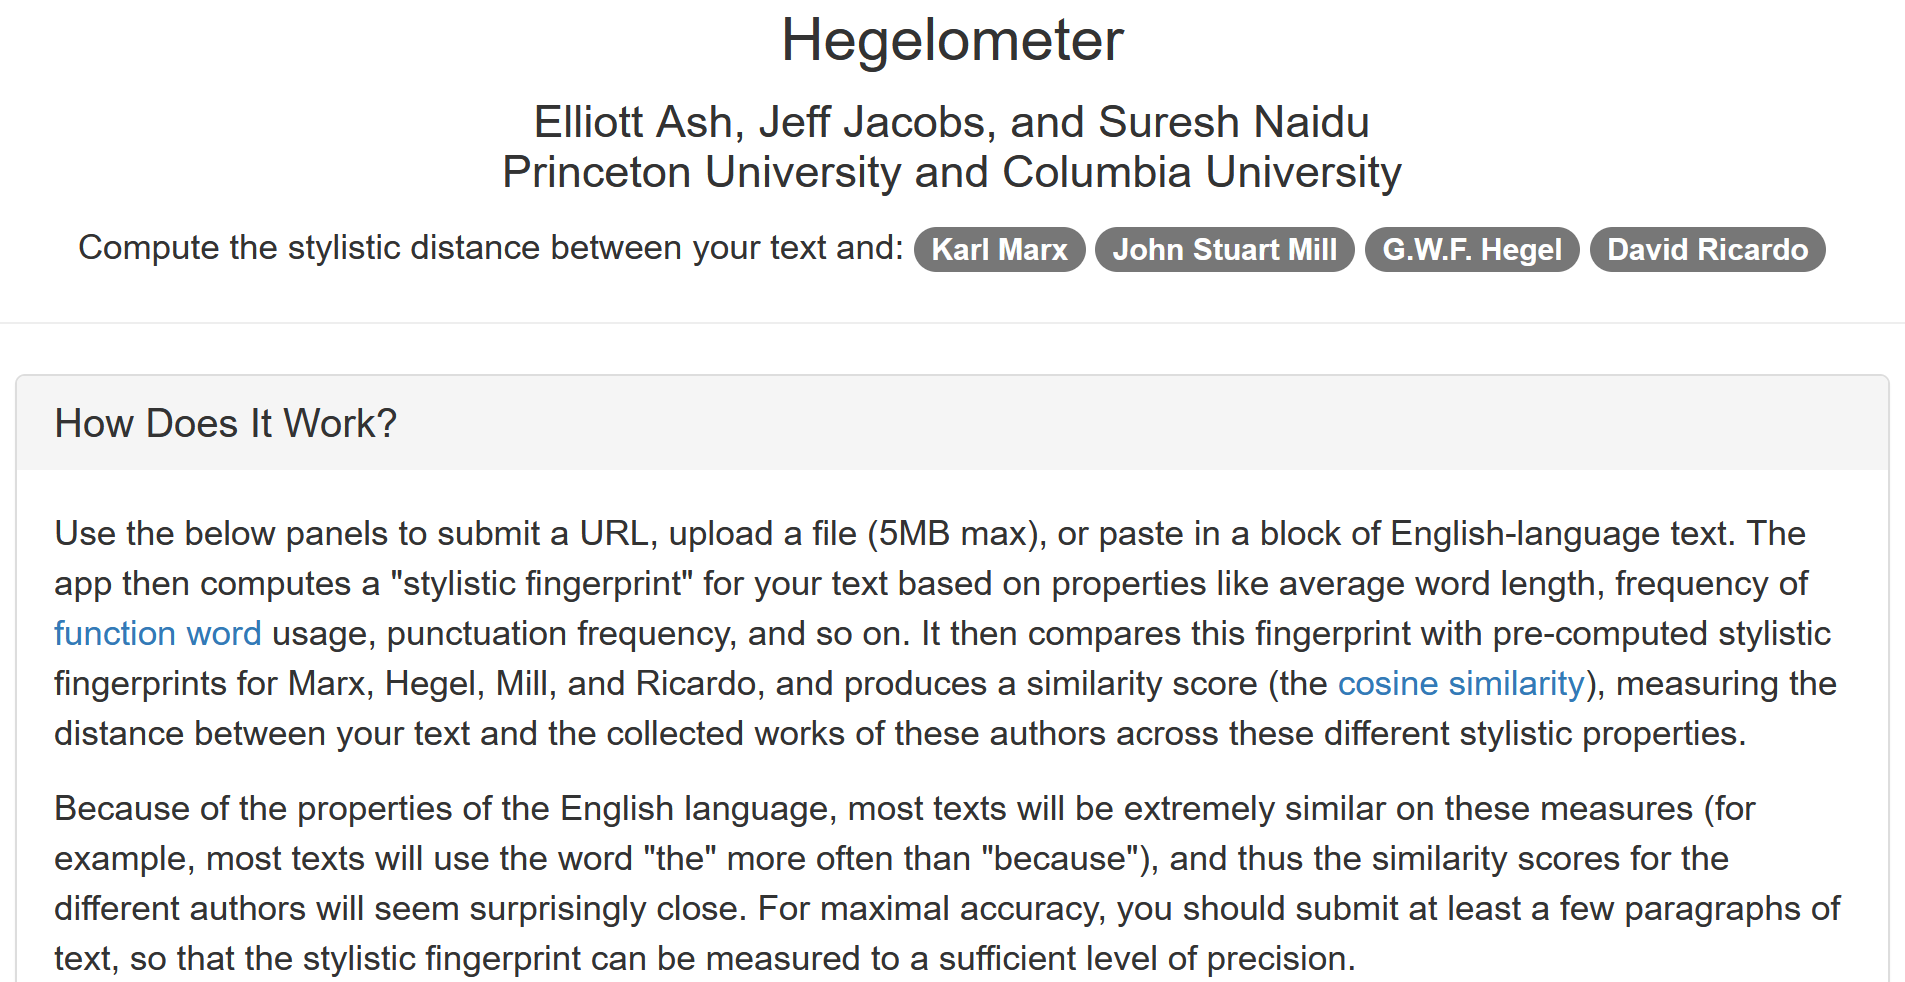 Hegelometer
Elliott Ash, Jeff Jacobs, and Suresh Naidu
Princeton University and Columbia University
Compute the stylistic distance between your text and: Karl Marx John Stuart Mill G.W.F. Hegel David Ricardo
How Does It Work?
Use the below panels to submit a URL, upload a file (5MB max), or paste in a block of English-language text. The
app then computes a "stylistic fingerprint" for your text based on properties like average word length, frequency of
function word usage, punctuation frequency, and so on. It then compares this fingerprint with pre-computed stylistic
fingerprints for Marx, Hegel, Mill, and Ricardo, and produces a similarity score (the cosine similarity), measuring the
distance between your text and the collected works of these authors across these different stylistic properties.
Because of the properties of the English language, most texts will be extremely similar on these measures (for
example, most texts will use the word "the" more often than "because"), and thus the similarity scores for the
different authors will seem surprisingly close. For maximal accuracy, you should submit at least a few paragraphs of
text, so that the stylistic fingerprint can be measured to a sufficient level of precision.